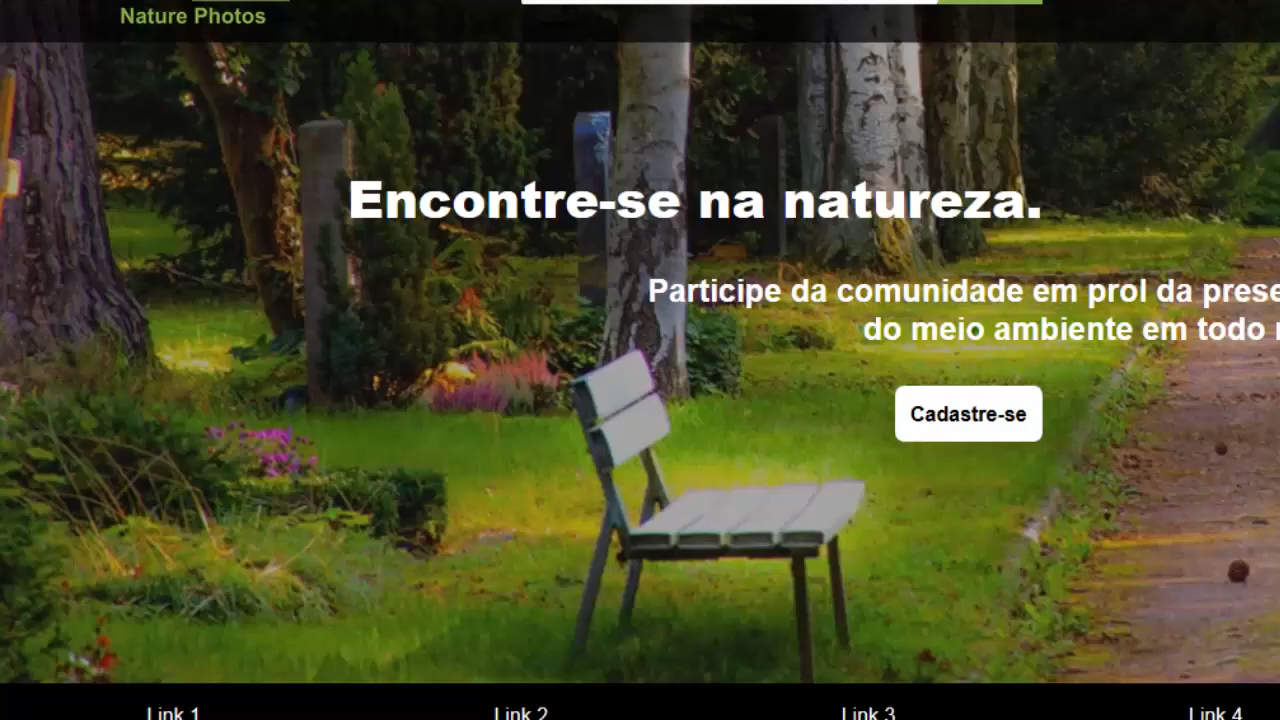 Nature Photos
Encontre-se na natureza.
Participe da comunidade em prol da
do meio ambiente em todo
Cadastre-se
Link 1
Link 2
Link 3
Link 4